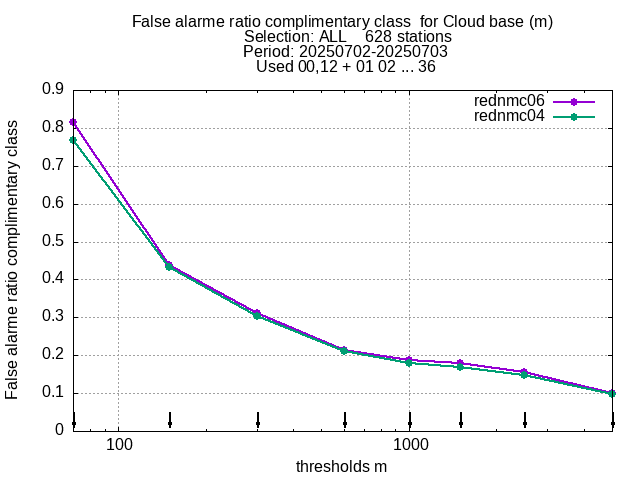 False alarme ratio complimentary class  for Cloud base (m)
Selection: ALL    628 stations
Period: 20250702-20250703
Used 00,12 + 01 02 ... 36
rednmc06
rednmc04
False alarme ratio complimentary class
0.9
0.8
0.7
0.6
0.5
0.4
0.3
0.2
0.1
0
100
1000
thresholds m